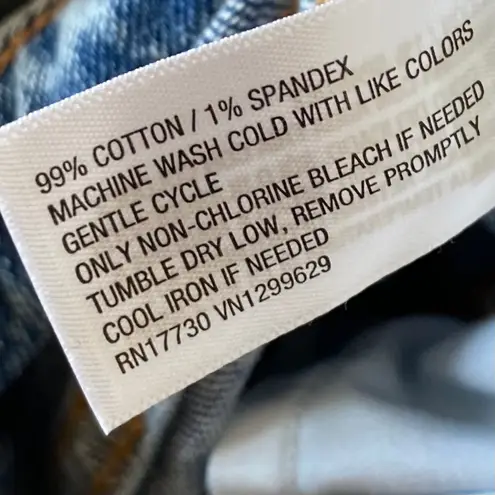 99% COTTON / 1% SPANDEX
MACHINE WASH COLD WITH LIKE COLORS
GENTLE CYCLE
ONLY NON-CHLORINE BLEACH IF NEEDED
TUMBLE DRY LOW, REMOVE PROMPTLY
COOL IRON IF NEEDED
RN17730 VN1299629